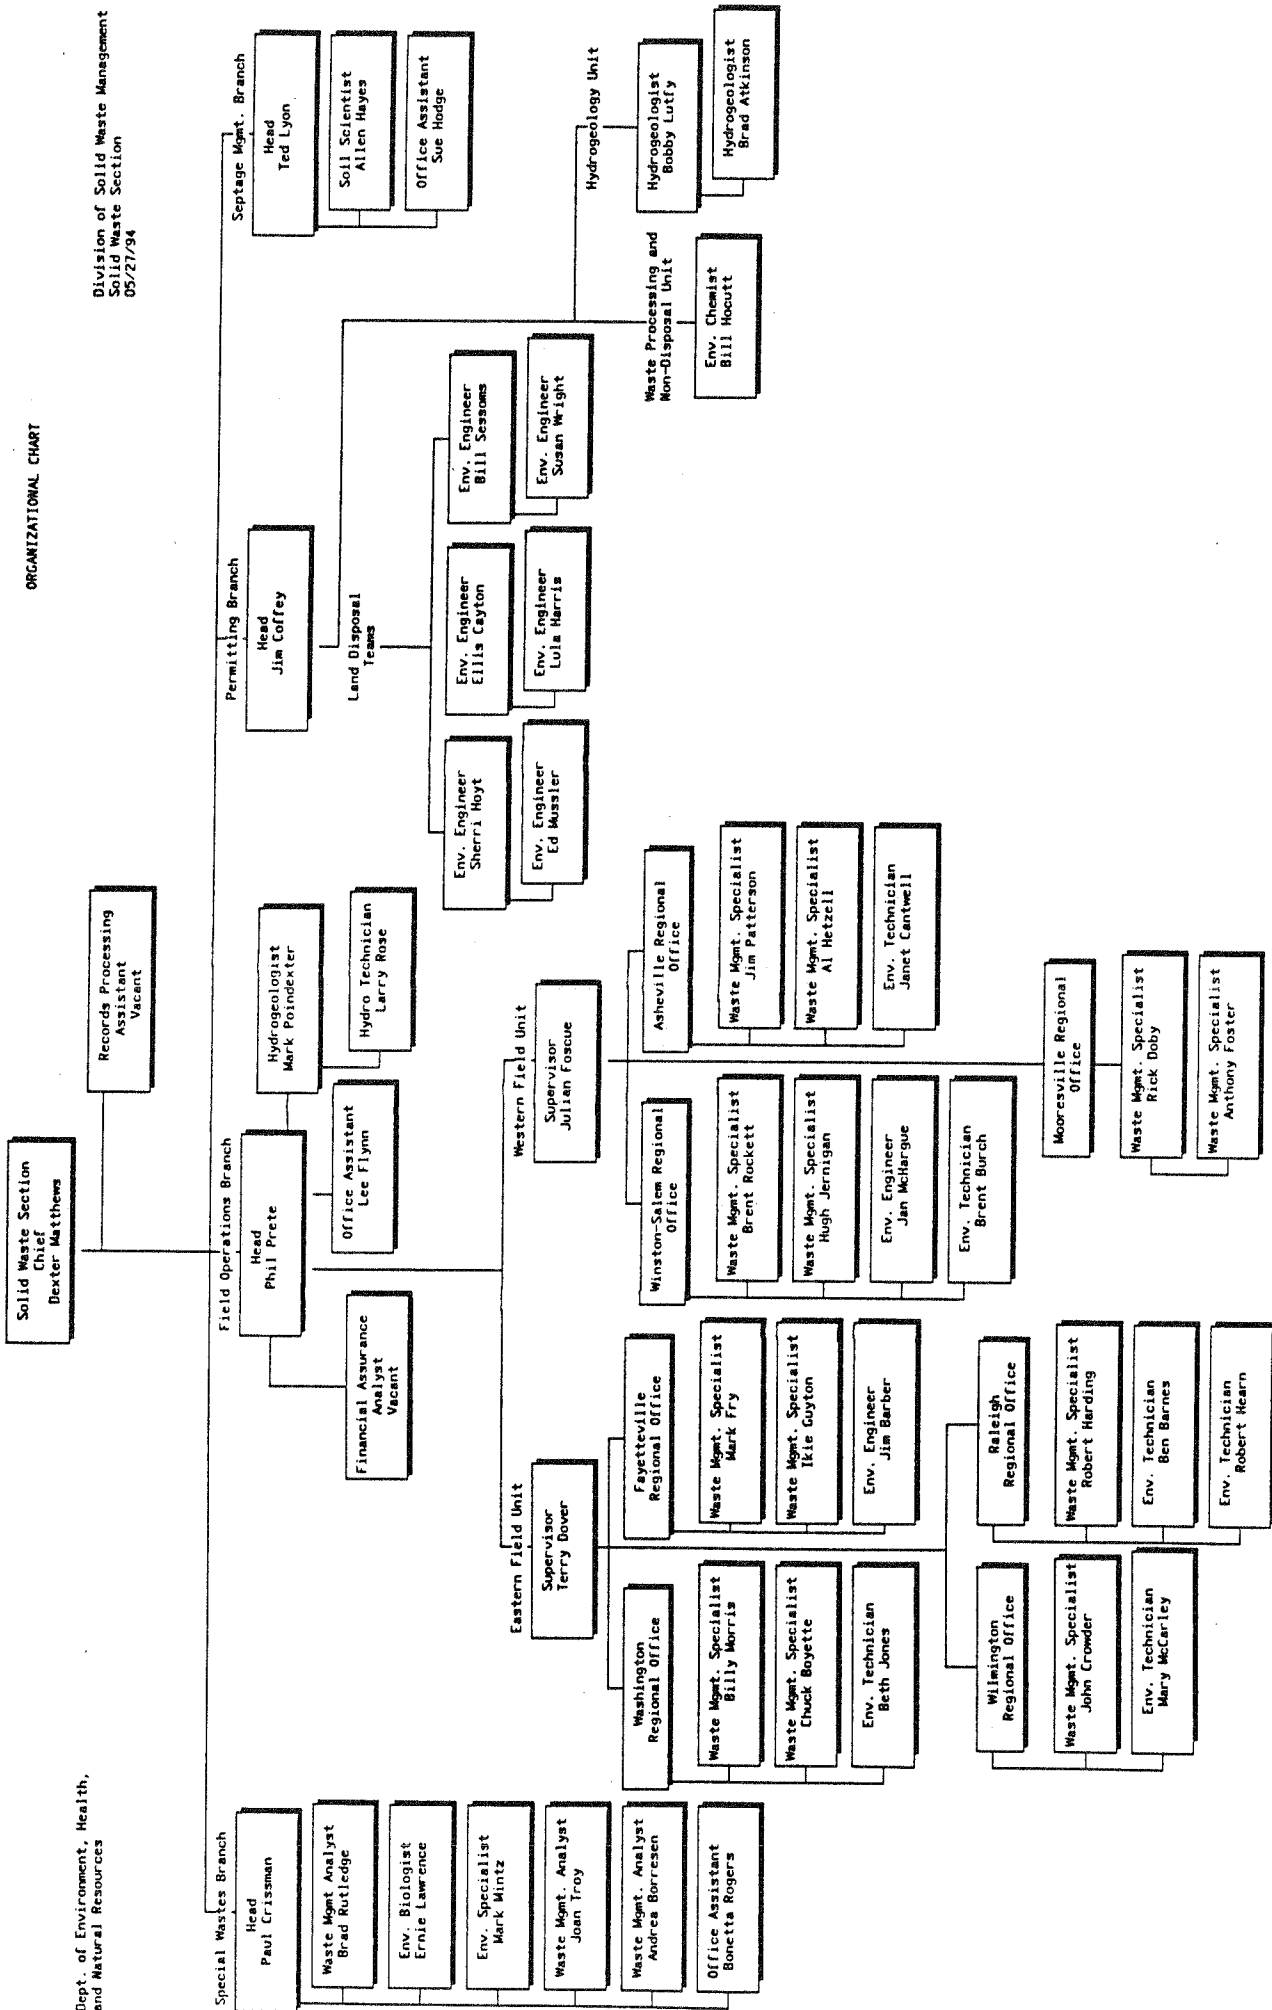 ORGANIZATIONAL CHART
Dept. of Environment, Health,
and Natural Resources
Division of Solid Waste Management
Solid Waste Section
05/27/94
Solid Waste Section
Chief
Dexter Matthews
Records Processing
Assistant
Vacant
Special Wastes Branch
Head
Paul Crissman
Waste Mgmt Analyst
Brad Rutledge
Env. Biologist
Ernie Lawrence
Env. Specialist
Mark Mintz
Waste Mgmt. Analyst
Joan Troy
Waste Mgmt. Analyst
Andrea Borresen
Office Assistant
Bonetta Rogers
Field Operations Branch
Head
Phil Prete
Financial Assurance
Analyst
Vacant
Office Assistant
Lee Flynn
Hydrogeologist
Mark Poindexter
Hydro Technician
Larry Rose
Eastern Field Unit
Supervisor
Terry Dover
Washington
Regional Office
Waste Mgmt. Specialist
Billy Morris
Waste Mgmt. Specialist
Chuck Boyette
Env. Technician
Beth Jones
Fayetteville
Regional Office
Waste Mgmt. Specialist
Mark Fry
Waste Mgmt. Specialist
Ikie Guyton
Env. Engineer
Jim Barber
Wilmington
Regional Office
Waste Mgmt. Specialist
John Crowder
Env. Technician
Mary McCarley
Raleigh
Regional Office
Waste Mgmt. Specialist
Robert Harding
Env. Technician
Ben Barnes
Env. Technician
Robert Hearn
Western Field Unit
Supervisor
Julian Foscue
Winston-Salem Regional
Office
Waste Mgmt. Specialist
Brent Rockett
Waste Mgmt. Specialist
Hugh Jernigan
Env. Engineer
Jan McHargue
Env. Technician
Brent Burch
Asheville Regional
Office
Waste Mgmt. Specialist
Jim Patterson
Waste Mgmt. Specialist
Al Hetzell
Env. Technician
Janet Cantwell
Mooresville Regional
Office
Waste Mgmt. Specialist
Rick Doby
Waste Mgmt. Specialist
Anthony Foster
Permitting Branch
Head
Jim Coffey
Land Disposal
Teams
Env. Engineer
Sherri Hoyt
Env. Engineer
Ed Mussler
Env. Engineer
Ellis Cayton
Env. Engineer
Lula Harris
Env. Engineer
Bill Sessoms
Env. Engineer
Susan Wright
Waste Processing and
Non-Disposal Unit
Env. Chemist
Bill Hocutt
Hydrogeology Unit
Hydrogeologist
Bobby Lutfy
Hydrogeologist
Brad Atkinson
Septage Mgmt. Branch
Head
Ted Lyon
Soil Scientist
Allen Hayes
Office Assistant
Sue Hodge